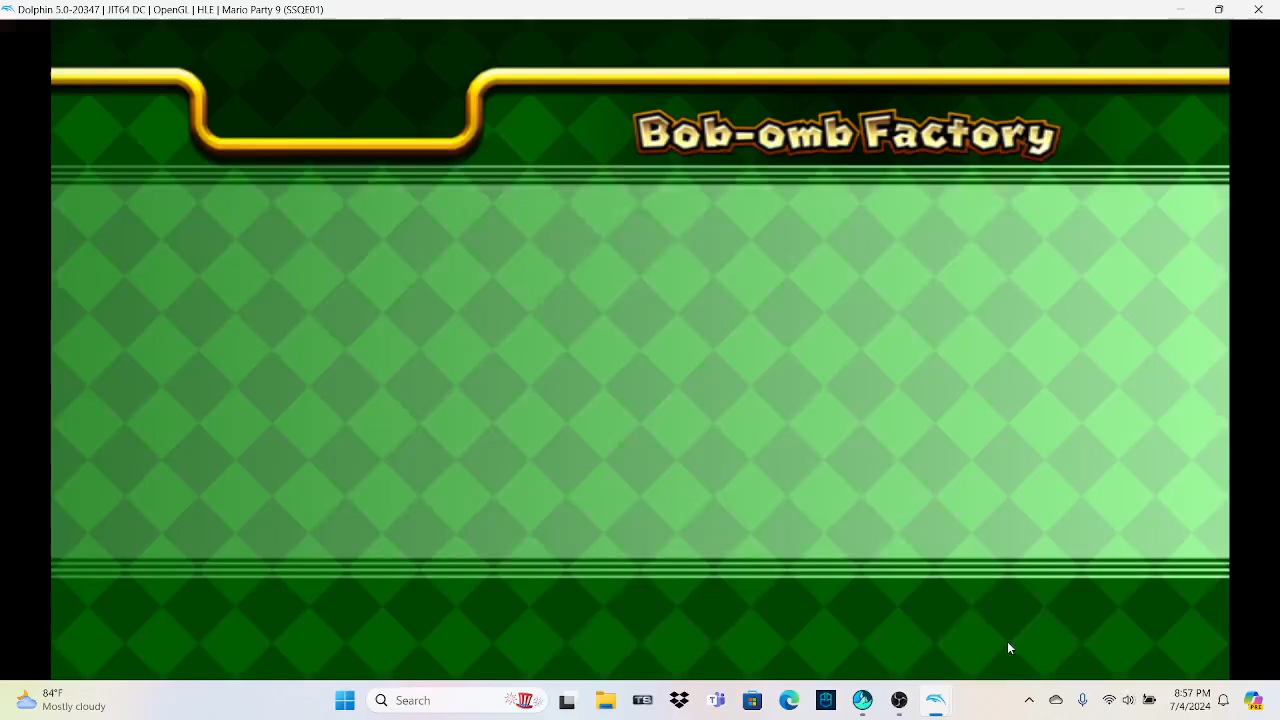 Dolphin 5.0-20347 | JIT64 DC | OpenGL | HLE | Mario Party 9 (SSQE01)
Bob-omb Factory
84°F
Mostly cloudy
Search
8:57 PM
7/4/2024